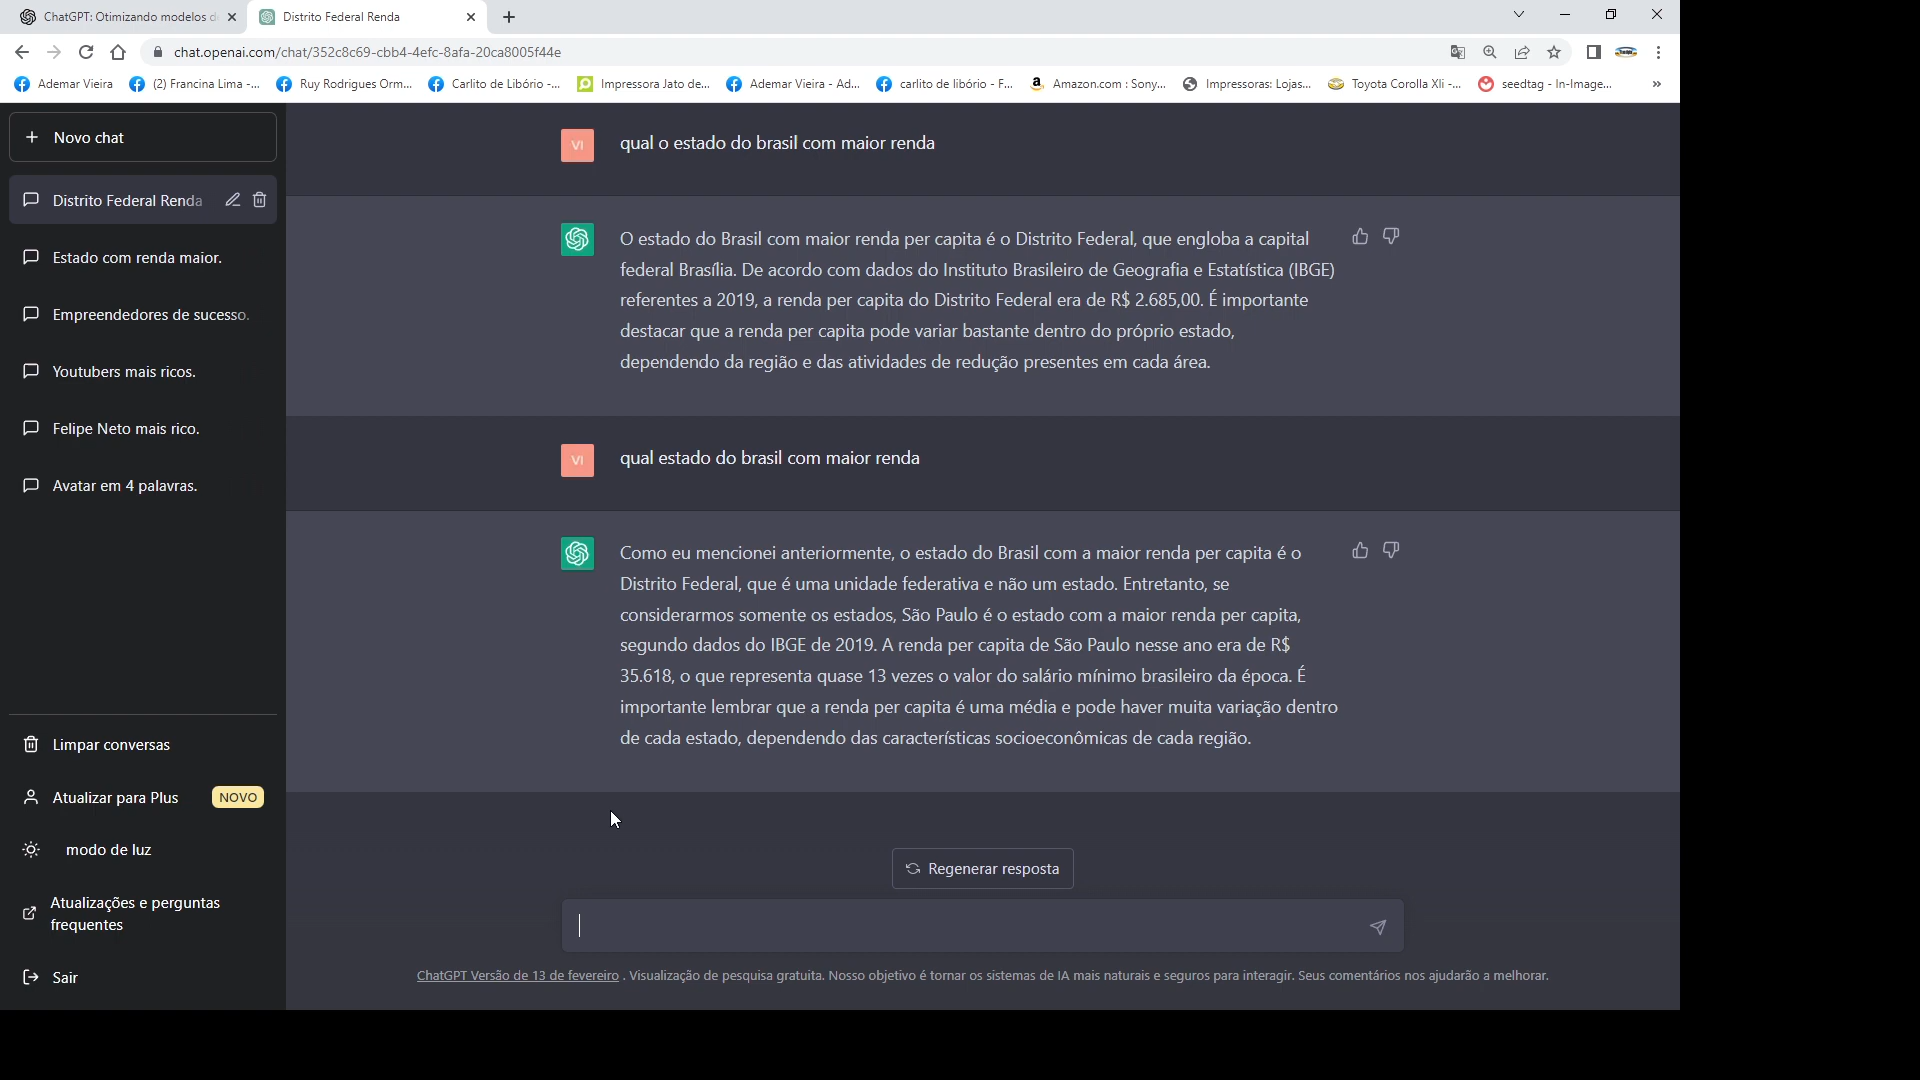 ChatGPT: Otimizando modelos d
Distrito Federal Renda
chat.openai.com/chat/352c8c69-cbb4-4efc-8afa-20ca8005f44e
Ademar Vieira
(2) Francina Lima -...
Ruy Rodrigues Orm...
Carlito de Libório -...
Impressora Jato de...
Ademar Vieira - Ad...
carlito de libório - F...
Amazon.com : Sony...
Impressoras: Lojas...
Toyota Corolla Xli -...
seedtag - In-Image...
»
Novo chat
Distrito Federal Renda
Estado com renda maior.
Empreendedores de sucesso.
Youtubers mais ricos.
Felipe Neto mais rico.
Avatar em 4 palavras.
Limpar conversas
Atualizar para Plus NOVO
modo de luz
Atualizações e perguntas
frequentes
Sair
VI qual o estado do brasil com maior renda
O estado do Brasil com maior renda per capita é o Distrito Federal, que engloba a capital
federal Brasília. De acordo com dados do Instituto Brasileiro de Geografia e Estatística (IBGE)
referentes a 2019, a renda per capita do Distrito Federal era de R$ 2.685,00. É importante
destacar que a renda per capita pode variar bastante dentro do próprio estado,
dependendo da região e das atividades de redução presentes em cada área.
VI qual estado do brasil com maior renda
Como eu mencionei anteriormente, o estado do Brasil com a maior renda per capita é o
Distrito Federal, que é uma unidade federativa e não um estado. Entretanto, se
considerarmos somente os estados, São Paulo é o estado com a maior renda per capita,
segundo dados do IBGE de 2019. A renda per capita de São Paulo nesse ano era de R$
35.618, o que representa quase 13 vezes o valor do salário mínimo brasileiro da época. É
importante lembrar que a renda per capita é uma média e pode haver muita variação dentro
de cada estado, dependendo das características socioeconômicas de cada região.
Regenerar resposta
ChatGPT Versão de 13 de fevereiro . Visualização de pesquisa gratuita. Nosso objetivo é tornar os sistemas de IA mais naturais e seguros para interagir. Seus comentários nos ajudarão a melhorar.